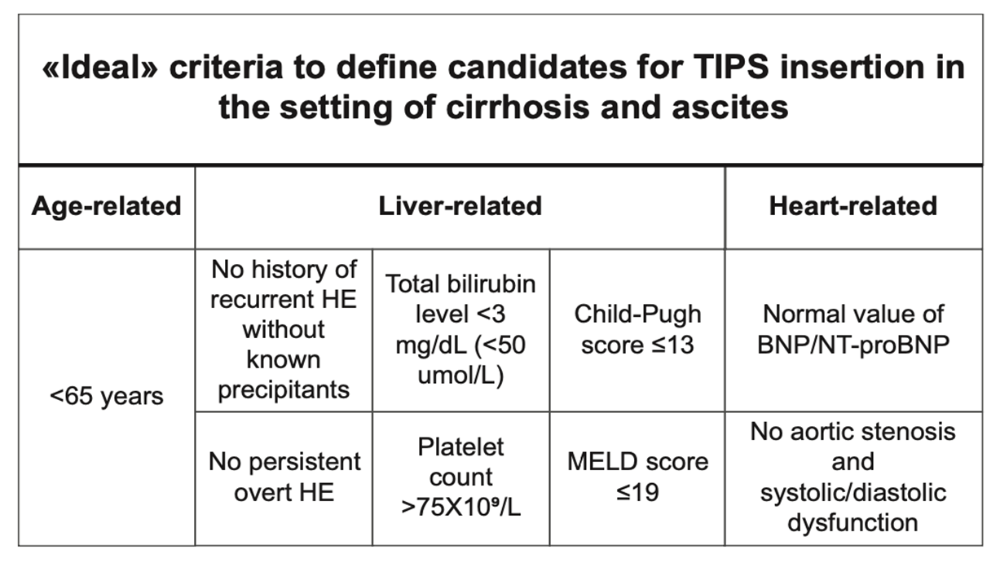 «Ideal» criteria to define candidates for TIPS insertion in
the setting of cirrhosis and ascites
Age-related
Liver-related
Heart-related
<65 years
No history of
recurrent HE
without
known
precipitants
Total bilirubin
level <3
mg/dL (<50
umol/L)
Child-Pugh
score ≤13
Normal value of
BNP/NT-proBNP
No persistent
overt HE
Platelet
count
>75X10⁹/L
MELD score
≤19
No aortic stenosis
and
systolic/diastolic
dysfunction